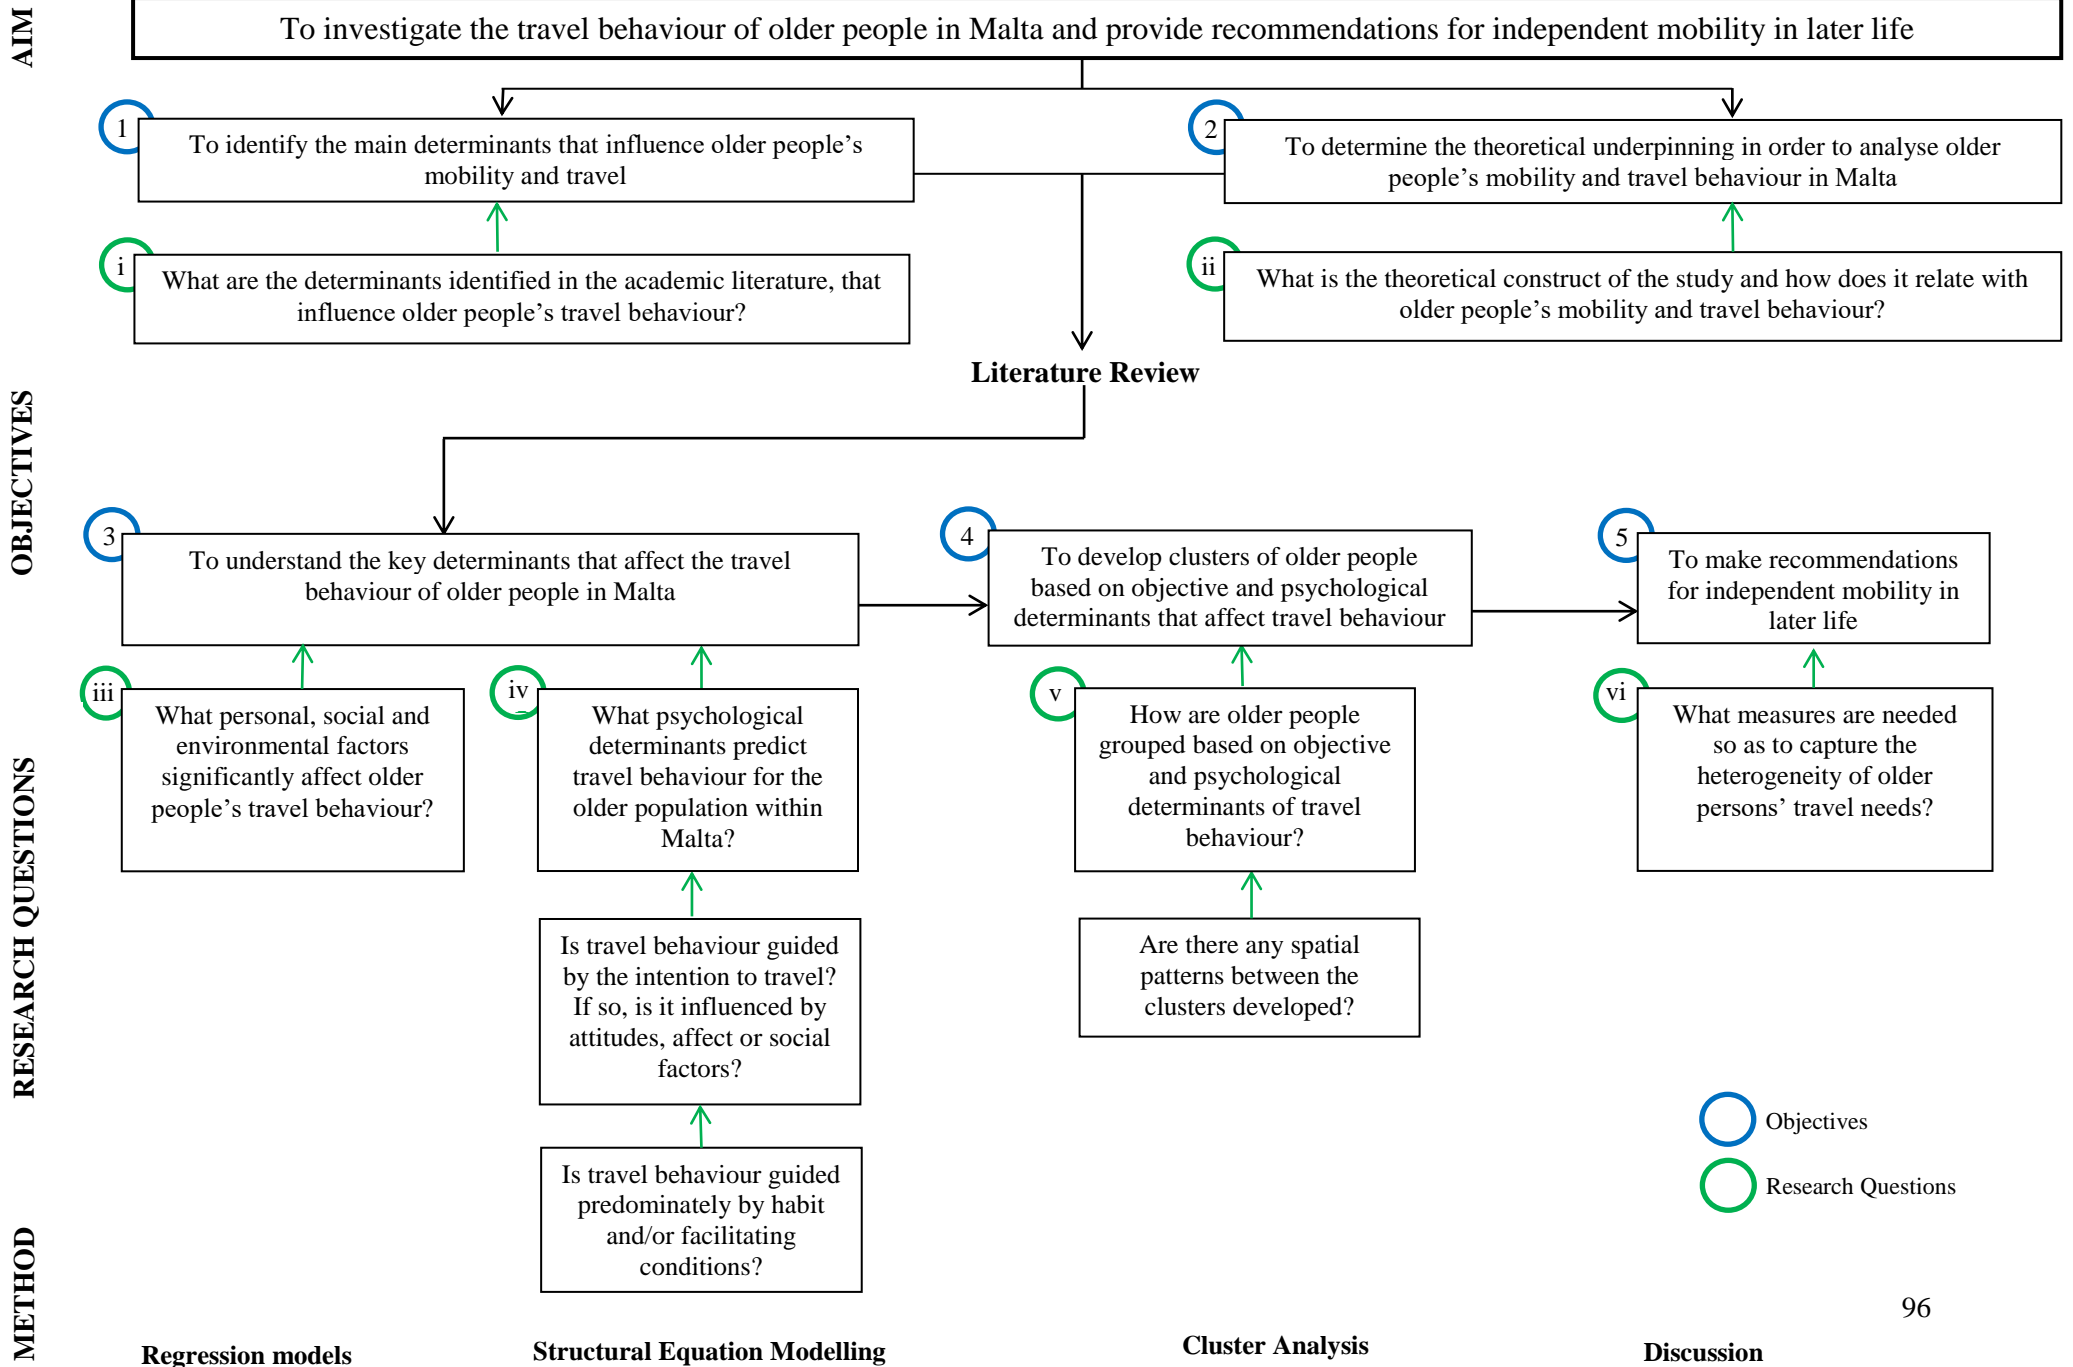 AIM
To investigate the travel behaviour of older people in Malta and provide recommendations for independent mobility in later life
1
To identify the main determinants that influence older people’s
mobility and travel
2
To determine the theoretical underpinning in order to analyse older
people’s mobility and travel behaviour in Malta
i
What are the determinants identified in the academic literature, that
influence older people’s travel behaviour?
ii
What is the theoretical construct of the study and how does it relate with
older people’s mobility and travel behaviour?
Literature Review
OBJECTIVES
3
To understand the key determinants that affect the travel
behaviour of older people in Malta
4
To develop clusters of older people
based on objective and psychological
determinants that affect travel behaviour
5
To make recommendations
for independent mobility in
later life
RESEARCH QUESTIONS
iii
What personal, social and
environmental factors
significantly affect older
people’s travel behaviour?
iv
What psychological
determinants predict
travel behaviour for the
older population within
Malta?
v
How are older people
grouped based on objective
and psychological
determinants of travel
behaviour?
vi
What measures are needed
so as to capture the
heterogeneity of older
persons’ travel needs?
Is travel behaviour guided
by the intention to travel?
If so, is it influenced by
attitudes, affect or social
factors?
Are there any spatial
patterns between the
clusters developed?
Is travel behaviour guided
predominately by habit
and/or facilitating
conditions?
Objectives
Research Questions
METHOD
Regression models
Structural Equation Modelling
Cluster Analysis
Discussion
96